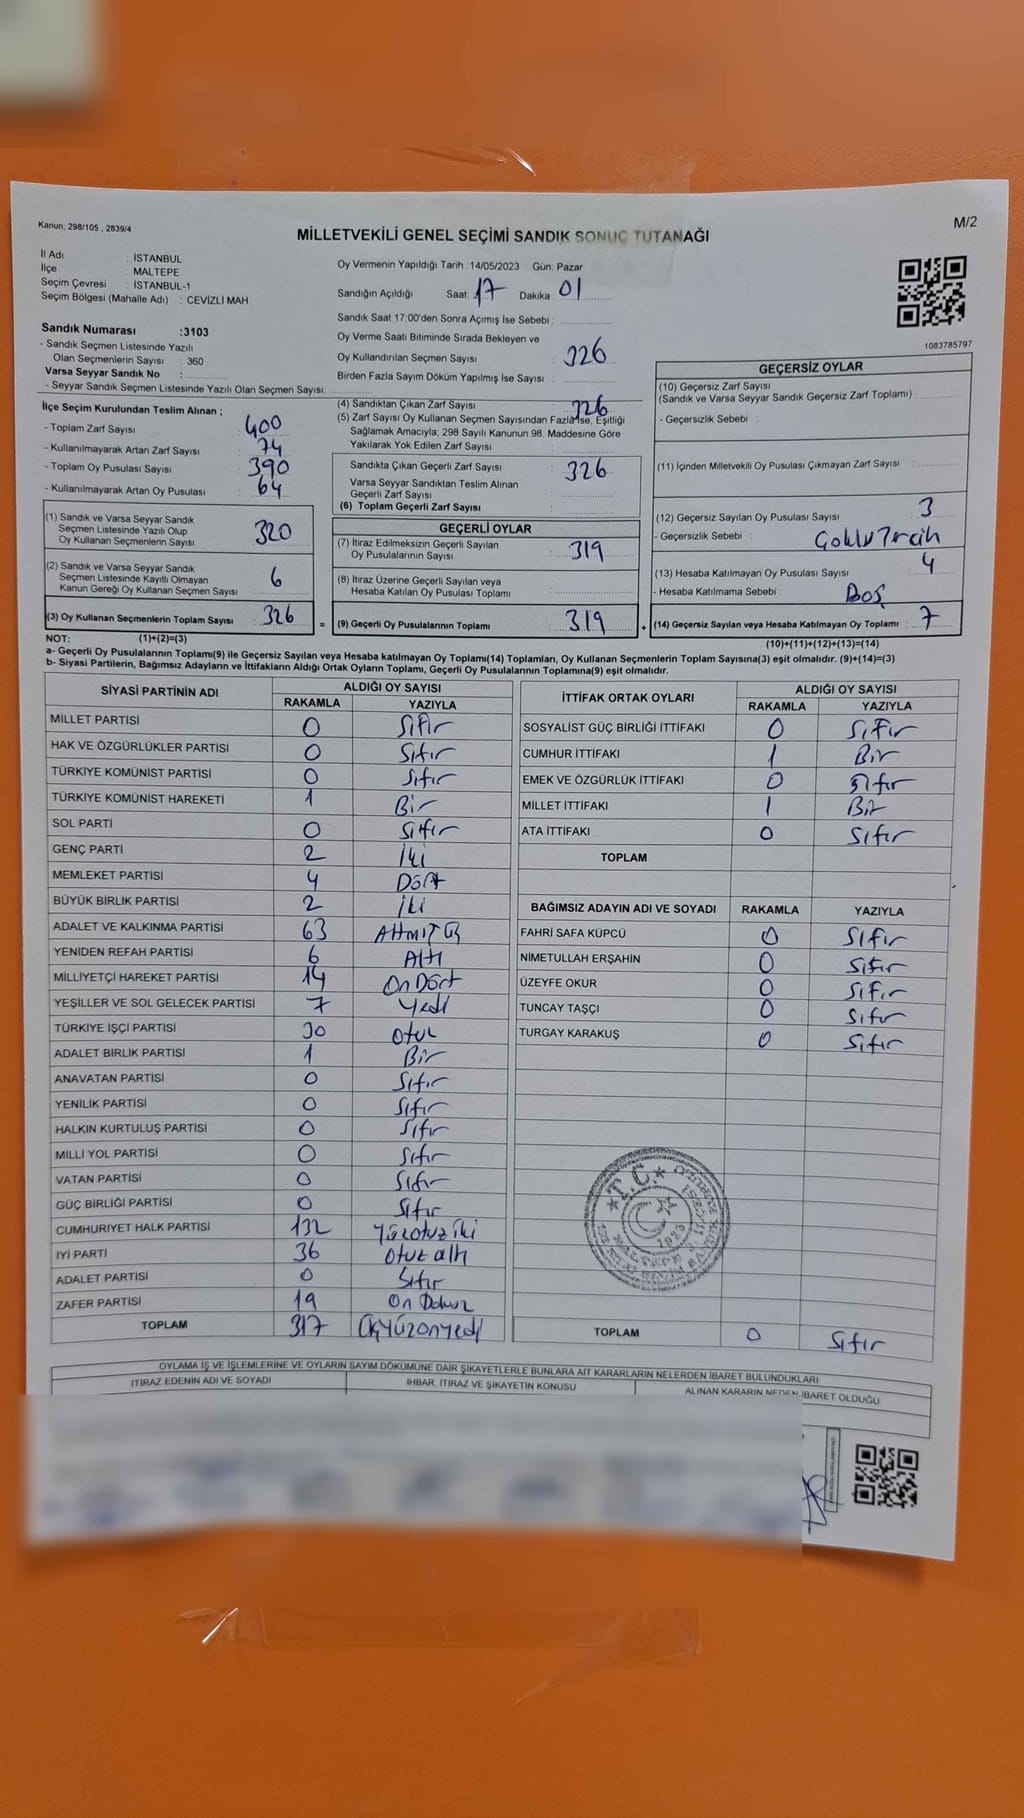 Kanun, 298/105 , 2839/4
M/2
MİLLETVEKİLİ GENEL SEÇİMİ SANDIK SONUÇ TUTANAĞI
İl Adı : İSTANBUL
İlçe : MALTEPE
Seçim Çevresi : İSTANBUL-1
Seçim Bölgesi (Mahalle Adı) : CEVİZLİ MAH
Sandık Numarası :3103
- Sandık Seçmen Listesinde Yazılı
Olan Seçmenlerin Sayısı : 360
Varsa Seyyar Sandık No :
- Seyyar Sandık Seçmen Listesinde Yazılı Olan Seçmen Sayısı:
Oy Vermenin Yapıldığı Tarih :14/05/2023 Gün: Pazar
Sandığın Açıldığı Saat: 17 Dakika : 01
Sandık Saat 17:00'den Sonra Açımış İse Sebebi :
Oy Verme Saati Bitiminde Sırada Bekleyen ve
Oy Kullandırılan Seçmen Sayısı : 326
Birden Fazla Sayım Döküm Yapılmış İse Sayısı :
1083785797
İlçe Seçim Kurulundan Teslim Alınan ;
- Toplam Zarf Sayısı : 400
- Kullanılmayarak Artan Zarf Sayısı : 74
- Toplam Oy Pusulası Sayısı : 390
- Kullanılmayarak Artan Oy Pusulası : 64
(4) Sandıktan Çıkan Zarf Sayısı : 326
(5) Zarf Sayısı Oy Kullanan Seçmen Sayısından Fazla İse, Eşitliği
Sağlamak Amacıyla, 298 Sayılı Kanunun 98. Maddesine Göre
Yakılarak Yok Edilen Zarf Sayısı :
Sandıkta Çıkan Geçerli Zarf Sayısı : 326
Varsa Seyyar Sandıktan Teslim Alınan
Geçerli Zarf Sayısı :
(6) Toplam Geçerli Zarf Sayısı :
GEÇERSİZ OYLAR
(10) Geçersiz Zarf Sayısı
(Sandık ve Varsa Seyyar Sandık Geçersiz Zarf Toplamı) :
- Geçersizlik Sebebi :
(11) İçinden Milletvekili Oy Pusulası Çıkmayan Zarf Sayısı :
(12) Geçersiz Sayılan Oy Pusulası Sayısı : 3
- Geçersizlik Sebebi :
(13) Hesaba Katılmayan Oy Pusulası Sayısı : 4
- Hesaba Katılmama Sebebi : Boş
(14) Geçersiz Sayılan veya Hesaba Katılmayan Oy Toplamı : 7
(10)+(11)+(12)+(13)=(14)
(1) Sandık ve Varsa Seyyar Sandık
Seçmen Listesinde Yazılı Olup
Oy Kullanan Seçmenlerin Sayısı : 320
(2) Sandık ve Varsa Seyyar Sandık
Seçmen Listesinde Kayıtlı Olmayan
Kanun Gereği Oy Kullanan Seçmen Sayısı : 6
(3) Oy Kullanan Seçmenlerin Toplam Sayısı : 326 =
GEÇERLİ OYLAR
(7) İtiraz Edilmeksizin Geçerli Sayılan
Oy Pusulalarının Sayısı : 319
(8) İtiraz Üzerine Geçerli Sayılan veya
Hesaba Katılan Oy Pusulası Toplamı :
(9) Geçerli Oy Pusulalarının Toplamı : 319 +
NOT: (1)+(2)=(3)
a- Geçerli Oy Pusulalarının Toplamı(9) ile Geçersiz Sayılan veya Hesaba katılmayan Oy Toplamı(14) Toplamları, Oy Kullanan Seçmenlerin Toplam Sayısına(3) eşit olmalıdır. (9)+(14)=(3)
b- Siyasi Partilerin, Bağımsız Adayların ve İttifakların Aldığı Ortak Oyların Toplamı, Geçerli Oy Pusulalarının Toplamına(9) eşit olmalıdır.
SİYASİ PARTİNİN ADI ALDIĞI OY SAYISI
RAKAMLA YAZIYLA
MİLLET PARTİSİ 0 Sıfır
HAK VE ÖZGÜRLÜKLER PARTİSİ 0 Sıfır
TÜRKİYE KOMÜNİST PARTİSİ 0 Sıfır
TÜRKİYE KOMÜNİST HAREKETİ 1 Bir
SOL PARTİ 0 Sıfır
GENÇ PARTİ 2 İki
MEMLEKET PARTİSİ 4 Dört
BÜYÜK BİRLİK PARTİSİ 2 İki
ADALET VE KALKINMA PARTİSİ 63
YENİDEN REFAH PARTİSİ 6 Altı
MİLLİYETÇİ HAREKET PARTİSİ 14 On Dört
YEŞİLLER VE SOL GELECEK PARTİSİ 7 Yedi
TÜRKİYE İŞÇİ PARTİSİ 30 Otuz
ADALET BİRLİK PARTİSİ 1 Bir
ANAVATAN PARTİSİ 0 Sıfır
YENİLİK PARTİSİ 0 Sıfır
HALKIN KURTULUŞ PARTİSİ 0 Sıfır
MİLLİ YOL PARTİSİ 0 Sıfır
VATAN PARTİSİ 0 Sıfır
GÜÇ BİRLİĞİ PARTİSİ 0 Sıfır
CUMHURİYET HALK PARTİSİ 132 Yüzotuz iki
İYİ PARTİ 36 Otuz altı
ADALET PARTİSİ 0 Sıfır
ZAFER PARTİSİ 19 On Dokuz
TOPLAM 317 Üçyüzonyedi
İTTİFAK ORTAK OYLARI ALDIĞI OY SAYISI
RAKAMLA YAZIYLA
SOSYALİST GÜÇ BİRLİĞİ İTTİFAKI 0 Sıfır
CUMHUR İTTİFAKI 1 Bir
EMEK VE ÖZGÜRLÜK İTTİFAKI 0 Sıfır
MİLLET İTTİFAKI 1 Bir
ATA İTTİFAKI 0 Sıfır
TOPLAM
BAĞIMSIZ ADAYIN ADI VE SOYADI RAKAMLA YAZIYLA
FAHRİ SAFA KÜPCÜ 0 Sıfır
NİMETULLAH ERŞAHİN 0 Sıfır
ÜZEYFE OKUR 0 Sıfır
TUNCAY TAŞÇI 0 Sıfır
TURGAY KARAKUŞ 0 Sıfır
T.C.
1923
TOPLAM 0 Sıfır
OYLAMA İŞ VE İŞLEMLERİNE VE OYLARIN SAYIM DÖKÜMÜNE DAİR ŞİKAYETLERLE BUNLARA AİT KARARLARIN NELERDEN İBARET BULUNDUKLARI
İTİRAZ EDENİN ADI VE SOYADI İHBAR, İTİRAZ VE ŞİKAYETİN KONUSU ALINAN KARARIN NEDEN İBARET OLDUĞU